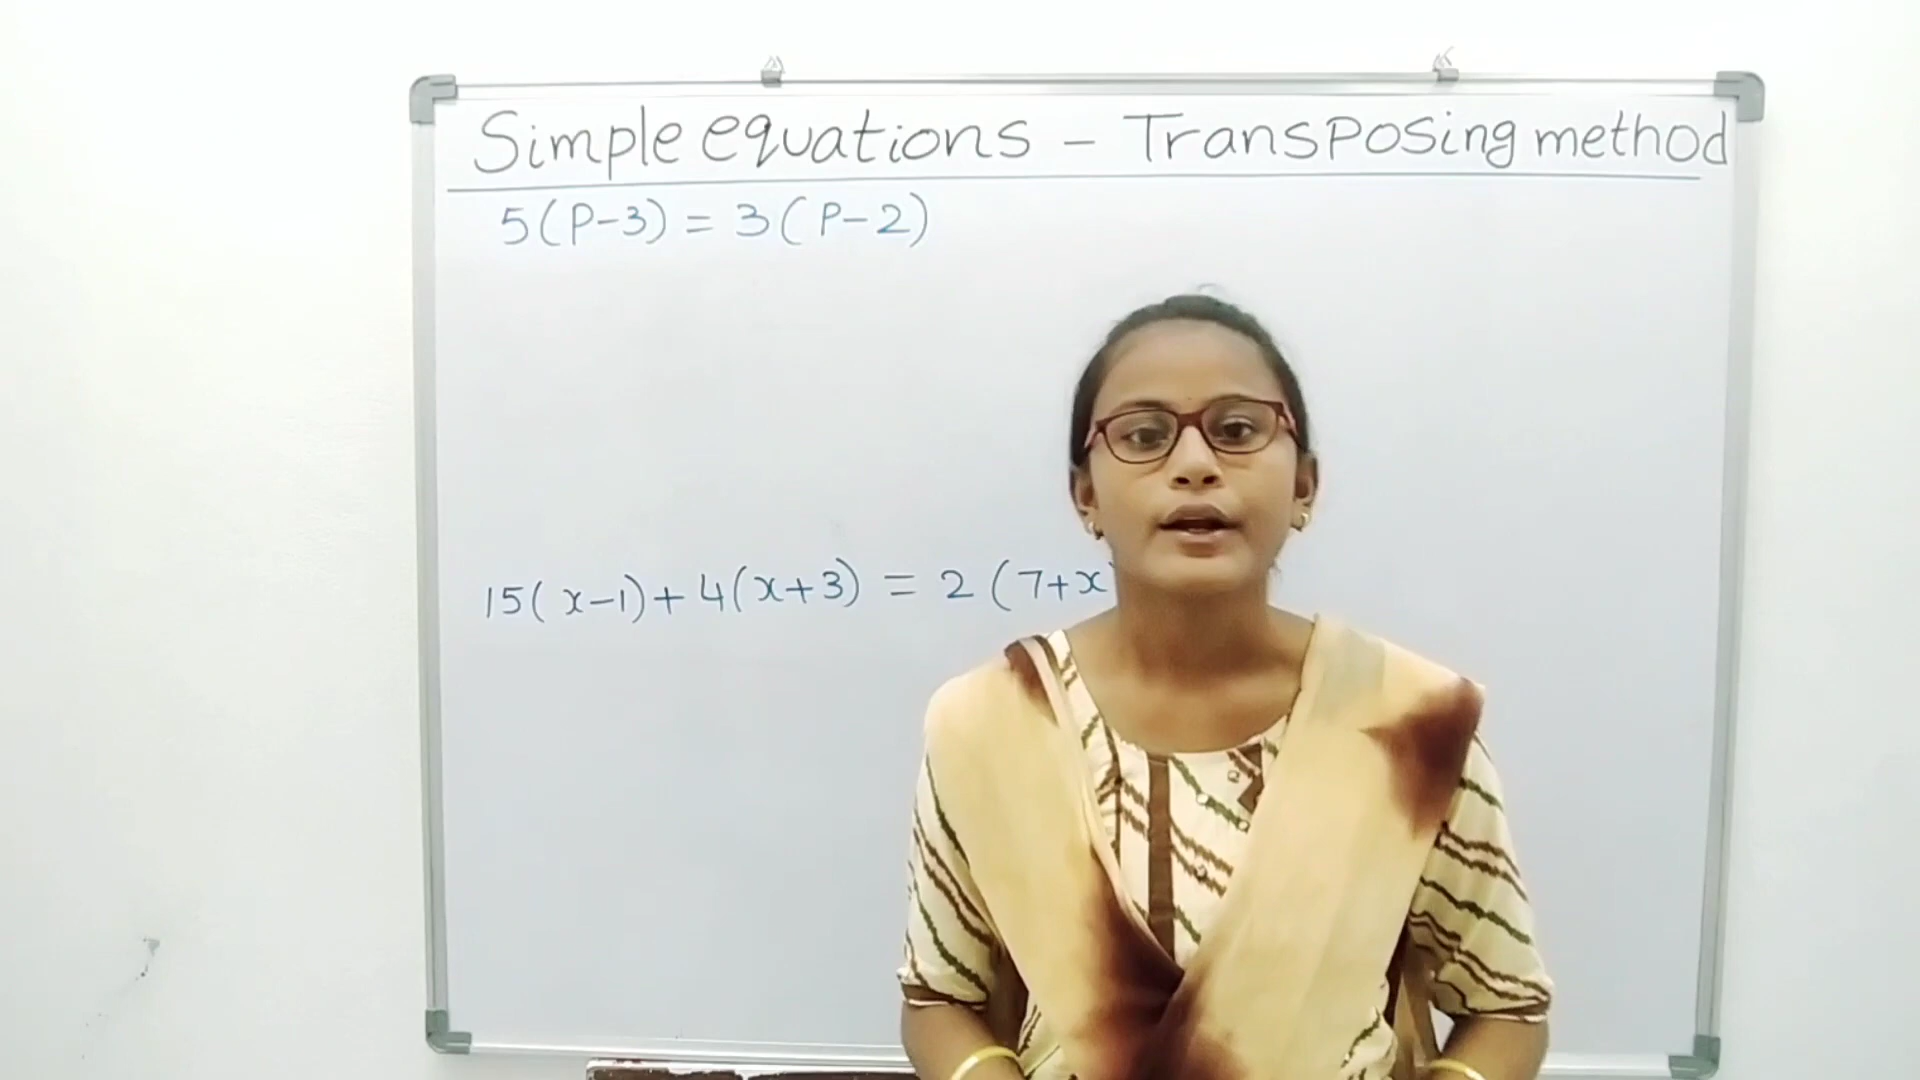 Simple equations - Transposing method
5(P-3) = 3(P-2)
15(x-1)+4(x+3) = 2(7+x)